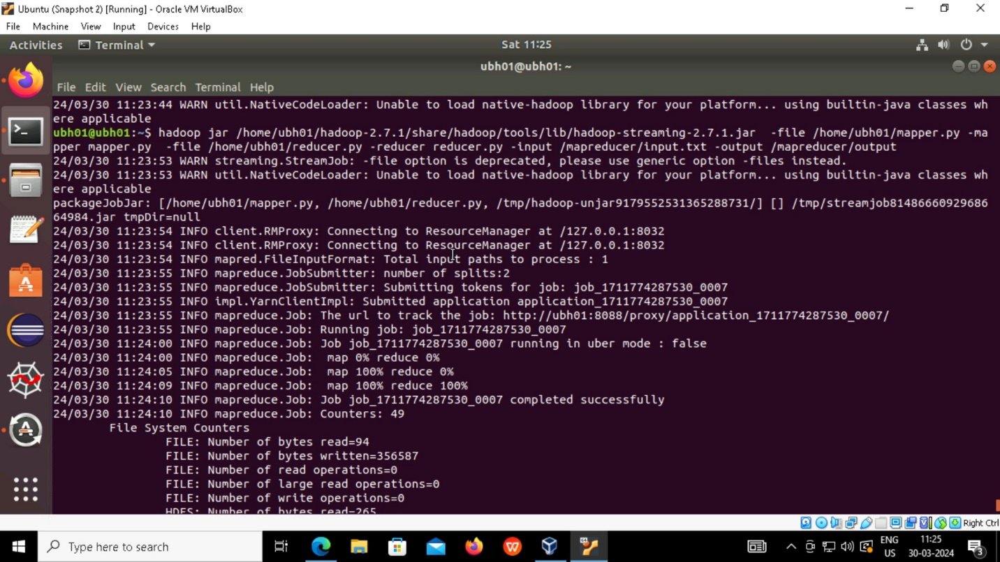 Ubuntu (Snapshot 2) [Running] - Oracle VM VirtualBox
File Machine View Input Devices Help
Activities Terminal Sat 11:25
ubh01@ubh01: ~
File Edit View Search Terminal Help
24/03/30 11:23:44 WARN util.NativeCodeLoader: Unable to load native-hadoop library for your platform... using builtin-java classes wh
ere applicable
ubh01@ubh01:~$ hadoop jar /home/ubh01/hadoop-2.7.1/share/hadoop/tools/lib/hadoop-streaming-2.7.1.jar  -file /home/ubh01/mapper.py -ma
pper mapper.py  -file /home/ubh01/reducer.py -reducer reducer.py -input /mapreducer/input.txt -output /mapreducer/output
24/03/30 11:23:53 WARN streaming.StreamJob: -file option is deprecated, please use generic option -files instead.
24/03/30 11:23:53 WARN util.NativeCodeLoader: Unable to load native-hadoop library for your platform... using builtin-java classes wh
ere applicable
packageJobJar: [/home/ubh01/mapper.py, /home/ubh01/reducer.py, /tmp/hadoop-unjar9179552531365288731/] [] /tmp/streamjob81486660929686
64984.jar tmpDir=null
24/03/30 11:23:54 INFO client.RMProxy: Connecting to ResourceManager at /127.0.0.1:8032
24/03/30 11:23:54 INFO client.RMProxy: Connecting to ResourceManager at /127.0.0.1:8032
24/03/30 11:23:54 INFO mapred.FileInputFormat: Total input paths to process : 1
24/03/30 11:23:55 INFO mapreduce.JobSubmitter: number of splits:2
24/03/30 11:23:55 INFO mapreduce.JobSubmitter: Submitting tokens for job: job_1711774287530_0007
24/03/30 11:23:55 INFO impl.YarnClientImpl: Submitted application application_1711774287530_0007
24/03/30 11:23:55 INFO mapreduce.Job: The url to track the job: http://ubh01:8088/proxy/application_1711774287530_0007/
24/03/30 11:23:55 INFO mapreduce.Job: Running job: job_1711774287530_0007
24/03/30 11:24:00 INFO mapreduce.Job: Job job_1711774287530_0007 running in uber mode : false
24/03/30 11:24:00 INFO mapreduce.Job:  map 0% reduce 0%
24/03/30 11:24:05 INFO mapreduce.Job:  map 100% reduce 0%
24/03/30 11:24:09 INFO mapreduce.Job:  map 100% reduce 100%
24/03/30 11:24:10 INFO mapreduce.Job: Job job_1711774287530_0007 completed successfully
24/03/30 11:24:10 INFO mapreduce.Job: Counters: 49
File System Counters
FILE: Number of bytes read=94
FILE: Number of bytes written=356587
FILE: Number of read operations=0
FILE: Number of large read operations=0
FILE: Number of write operations=0
HDFS: Number of bytes read=265
Right Ctrl
Type here to search
ENG 11:25
US 30-03-2024 3